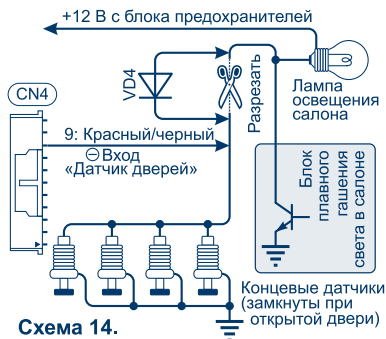 +12 В с блока предохранителей
CN4
VD4
Разрезать
Лампа
освещения
салона
9: Красный/черный
⊖Вход
«Датчик дверей»
Блок
плавного
гашения
света в салоне
Концевые датчики
(замкнуты при
открытой двери)
Схема 14.